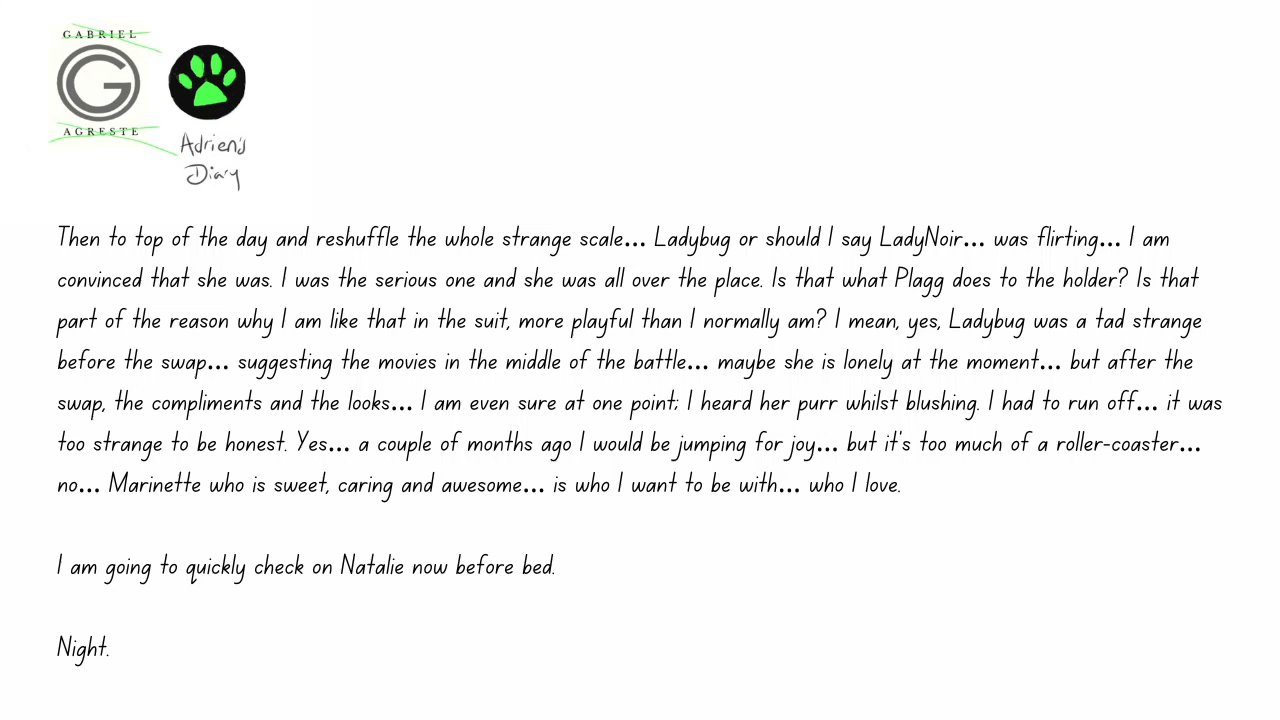 GABRIEL
AGRESTE
Adrien's
Diary
Then to top of the day and reshuffle the whole strange scale... Ladybug or should I say LadyNoir... was flirting... I am
convinced that she was. I was the serious one and she was all over the place. Is that what Plagg does to the holder? Is that
part of the reason why I am like that in the suit, more playful than I normally am? I mean, yes, Ladybug was a tad strange
before the swap... suggesting the movies in the middle of the battle... maybe she is lonely at the moment... but after the
swap, the compliments and the looks... I am even sure at one point; I heard her purr whilst blushing. I had to run off... it was
too strange to be honest. Yes... a couple of months ago I would be jumping for joy... but it's too much of a roller-coaster...
no... Marinette who is sweet, caring and awesome... is who I want to be with... who I love.
I am going to quickly check on Natalie now before bed.
Night.